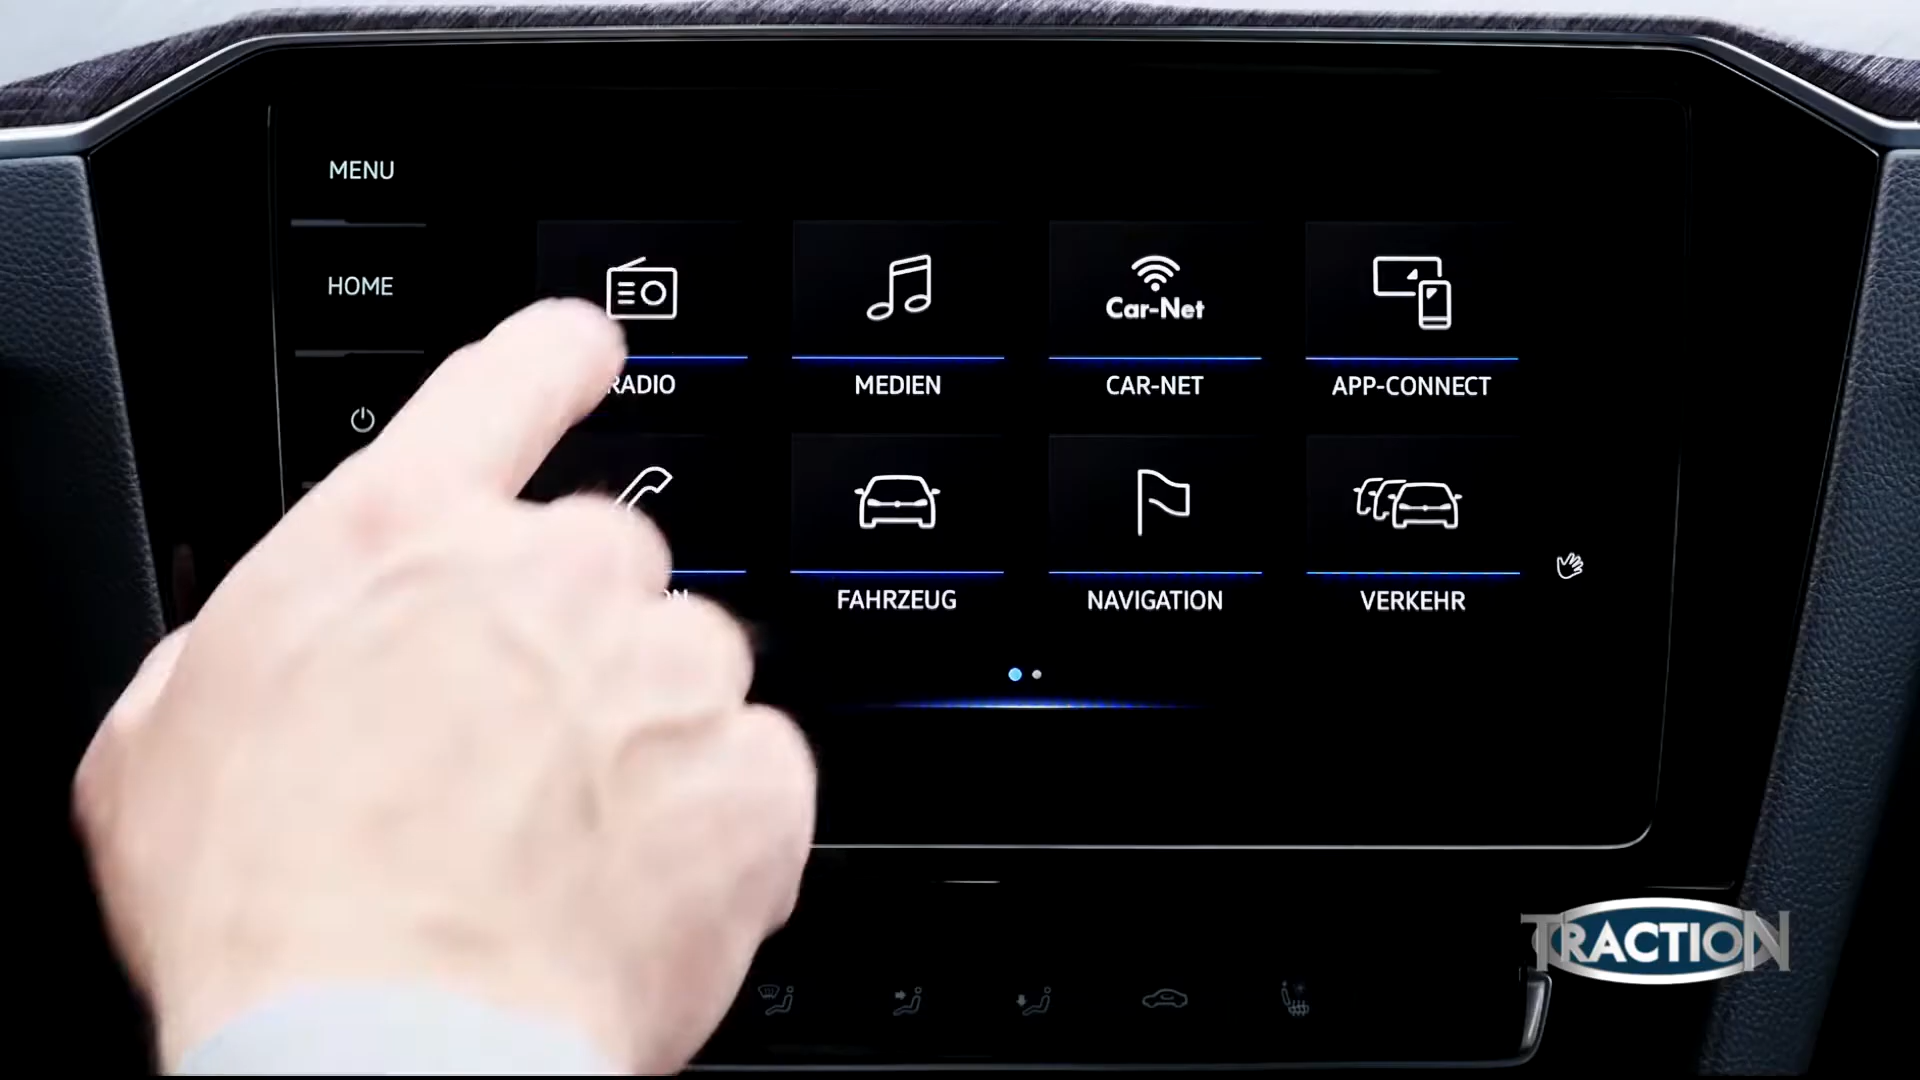 MENU
HOME
Car-Net
RADIO
MEDIEN
CAR-NET
APP-CONNECT
FAHRZEUG
NAVIGATION
VERKEHR
TRACTION